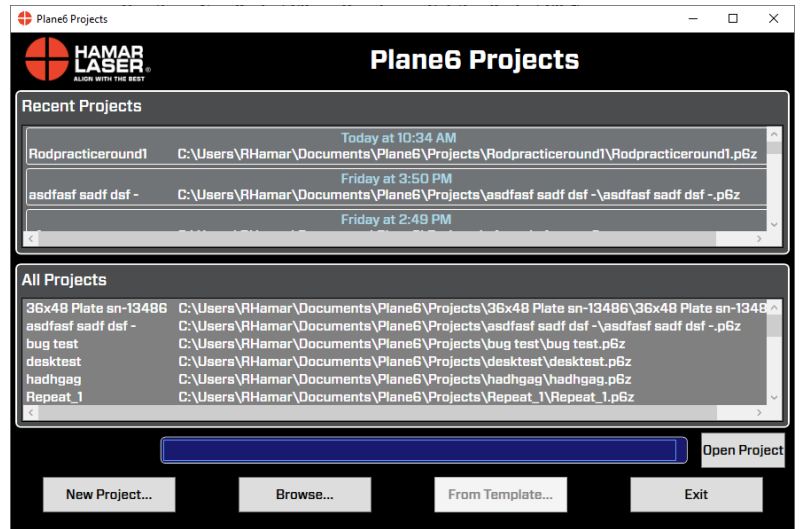 Plane6 Projects
HAMAR
LASER®
ALIGN WITH THE BEST
Plane6 Projects
Recent Projects
Today at 10:34 AM
Rodpracticeround1 C:\Users\RHamar\Documents\Plane6\Projects\Rodpracticeround1\Rodpracticeround1.p6z
Friday at 3:50 PM
asdfasf sadf dsf - C:\Users\RHamar\Documents\Plane6\Projects\asdfasf sadf dsf -\asdfasf sadf dsf -.p6z
Friday at 2:49 PM
All Projects
36x48 Plate sn-13486 C:\Users\RHamar\Documents\Plane6\Projects\36x48 Plate sn-13486\36x48 Plate sn-1348
asdfasf sadf dsf - C:\Users\RHamar\Documents\Plane6\Projects\asdfasf sadf dsf -\asdfasf sadf dsf -.p6z
bug test C:\Users\RHamar\Documents\Plane6\Projects\bug test\bug test.p6z
desktest C:\Users\RHamar\Documents\Plane6\Projects\desktest\desktest.p6z
hadhgag C:\Users\RHamar\Documents\Plane6\Projects\hadhgag\hadhgag.p6z
Repeat_1 C:\Users\RHamar\Documents\Plane6\Projects\Repeat_1\Repeat_1.p6z
Open Project
New Project... Browse... From Template... Exit